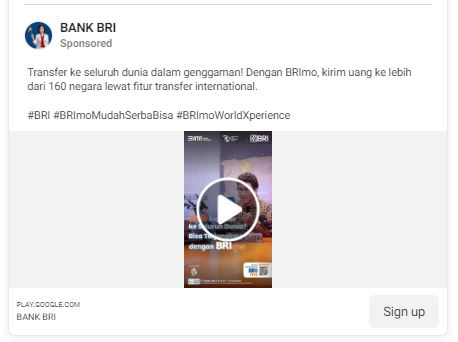 BANK BRI
Sponsored
Transfer ke seluruh dunia dalam genggaman! Dengan BRImo, kirim uang ke lebih
dari 160 negara lewat fitur transfer international.
#BRI #BRImoMudahSerbaBisa #BRImoWorldXperience
BRI
ke Seluruh Dunia?
Bisa
dengan BRI
PLAY.GOOGLE.COM
BANK BRI
Sign up